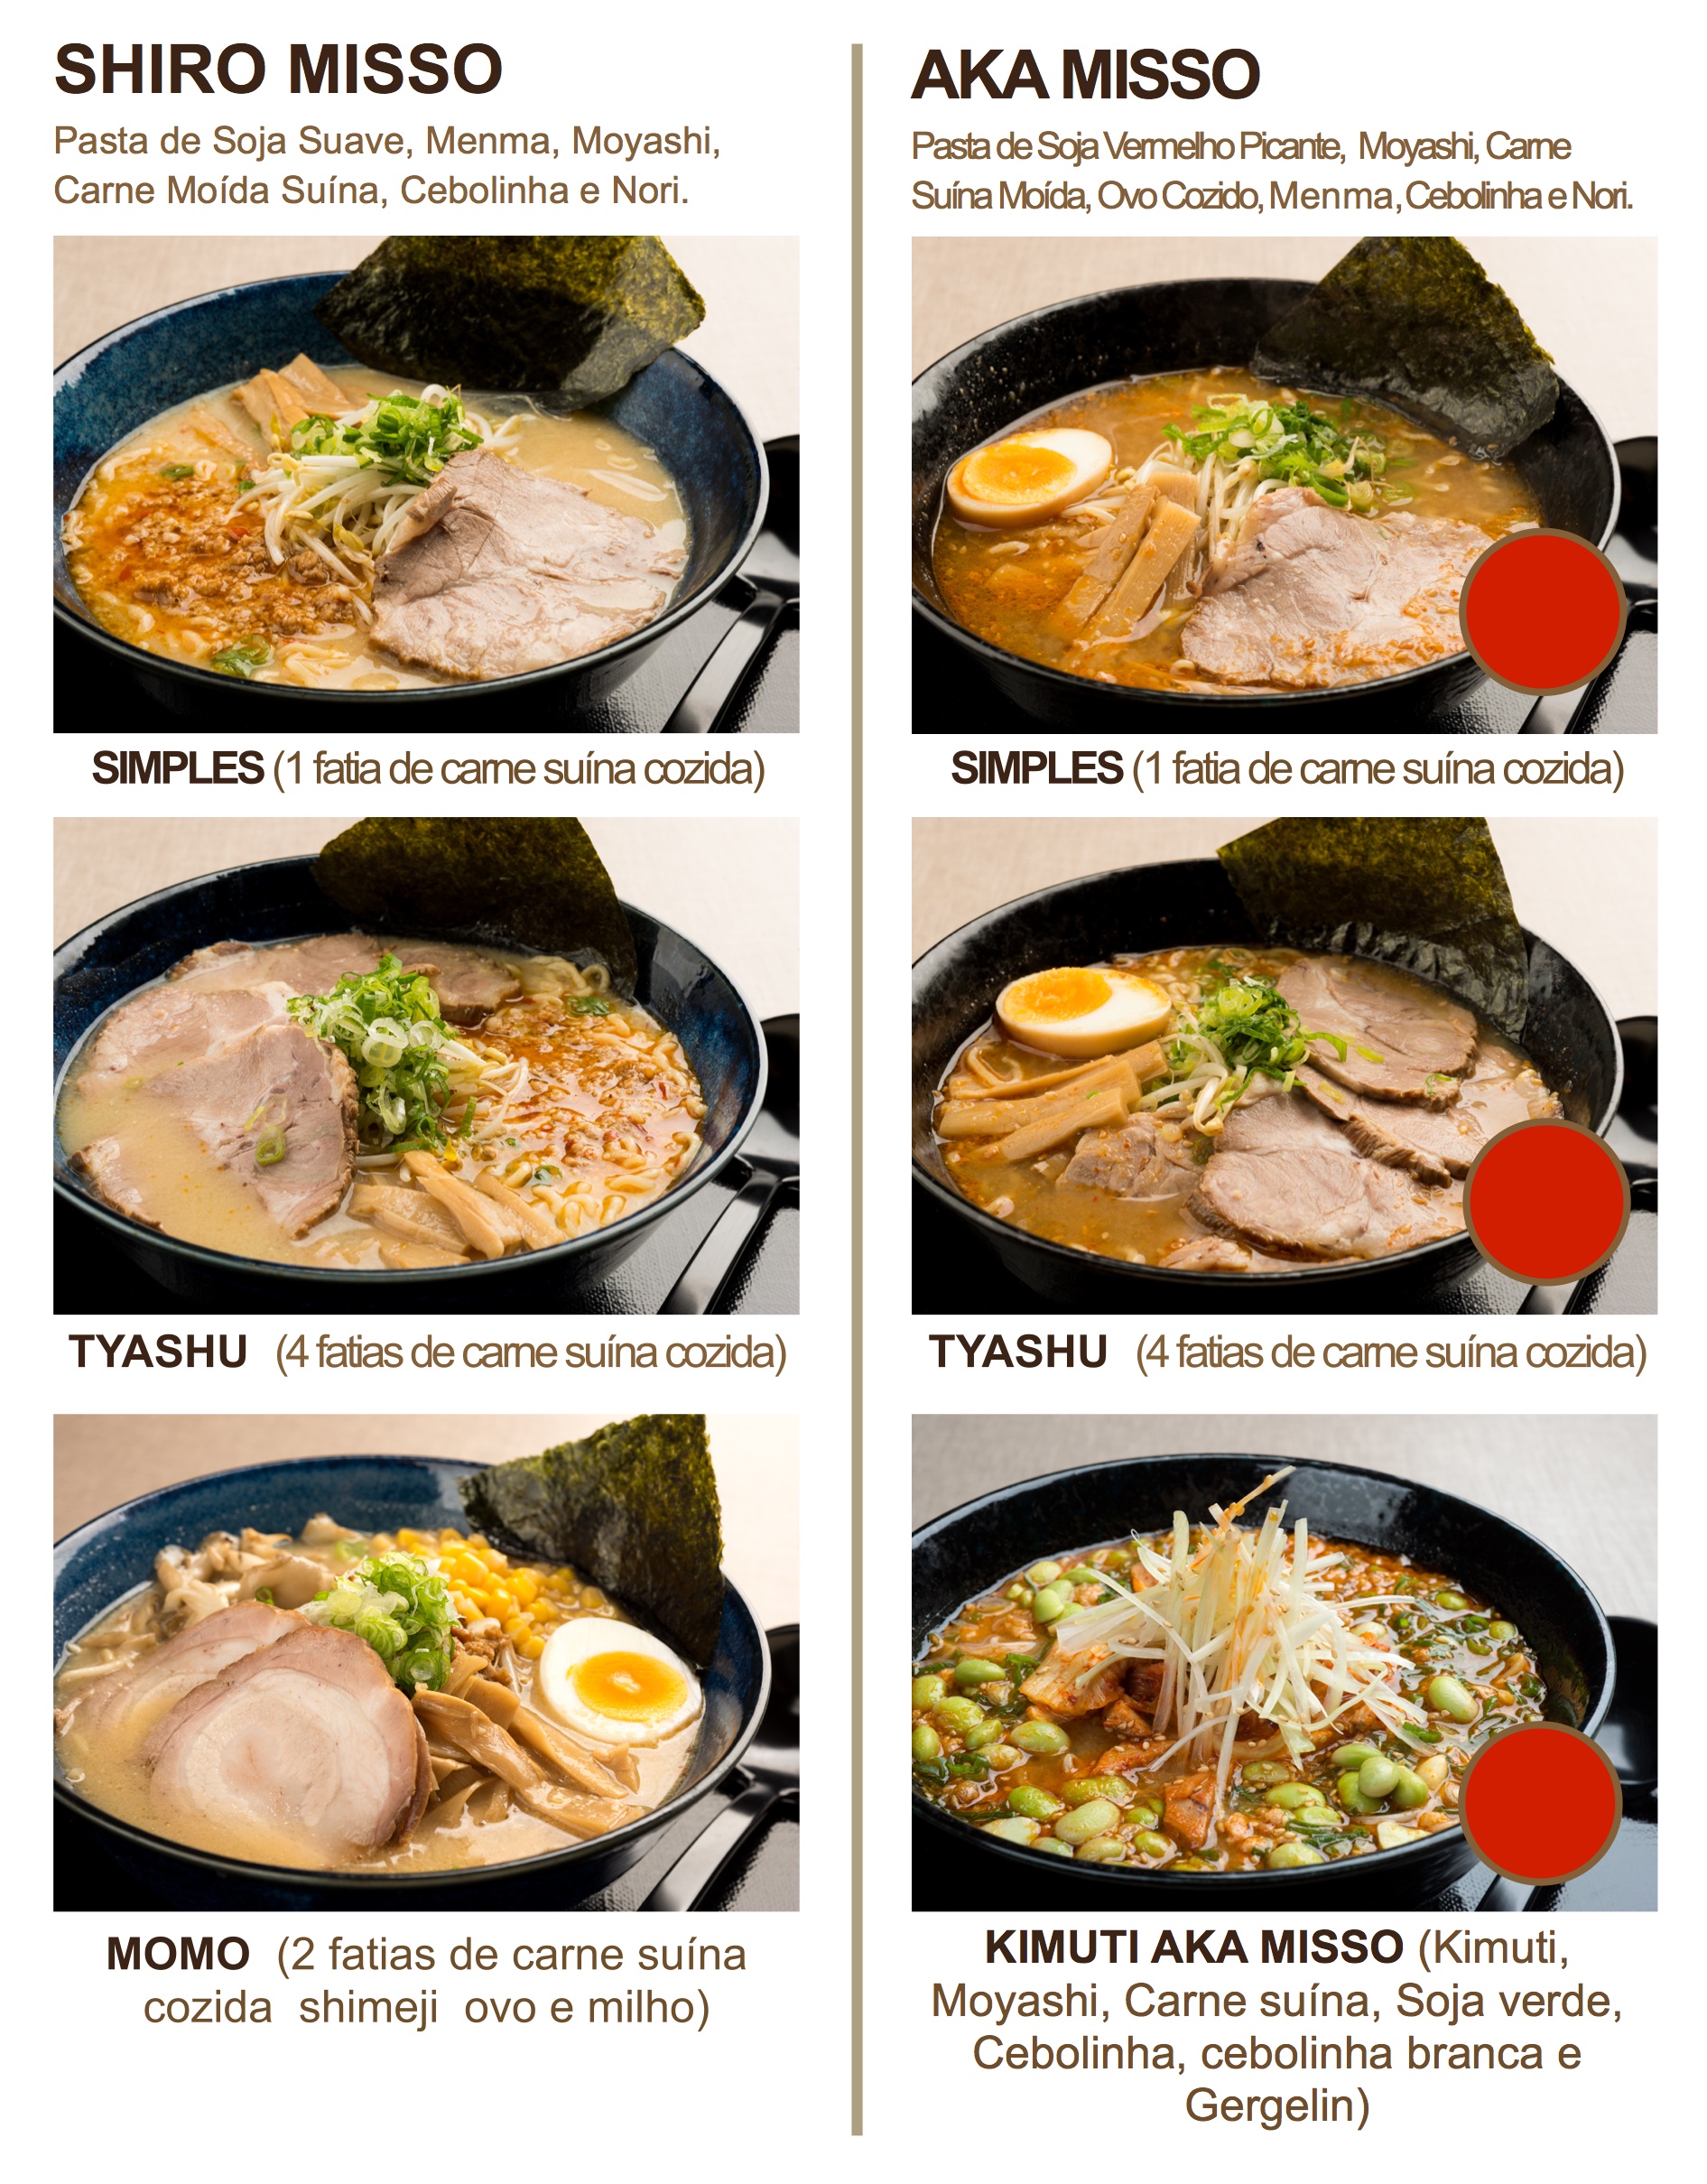 SHIRO MISSO
Pasta de Soja Suave, Menma, Moyashi,
Carne Moída Suína, Cebolinha e Nori.
SIMPLES (1 fatia de carne suína cozida)
TYASHU (4 fatias de carne suína cozida)
MOMO (2 fatias de carne suína
cozida shimeji ovo e milho)
AKA MISSO
Pasta de Soja Vermelho Picante, Moyashi, Carne
Suína Moída, Ovo Cozido, Menma, Cebolinha e Nori.
SIMPLES (1 fatia de carne suína cozida)
TYASHU (4 fatias de carne suína cozida)
KIMUTI AKA MISSO (Kimuti,
Moyashi, Carne suína, Soja verde,
Cebolinha, cebolinha branca e
Gergelin)